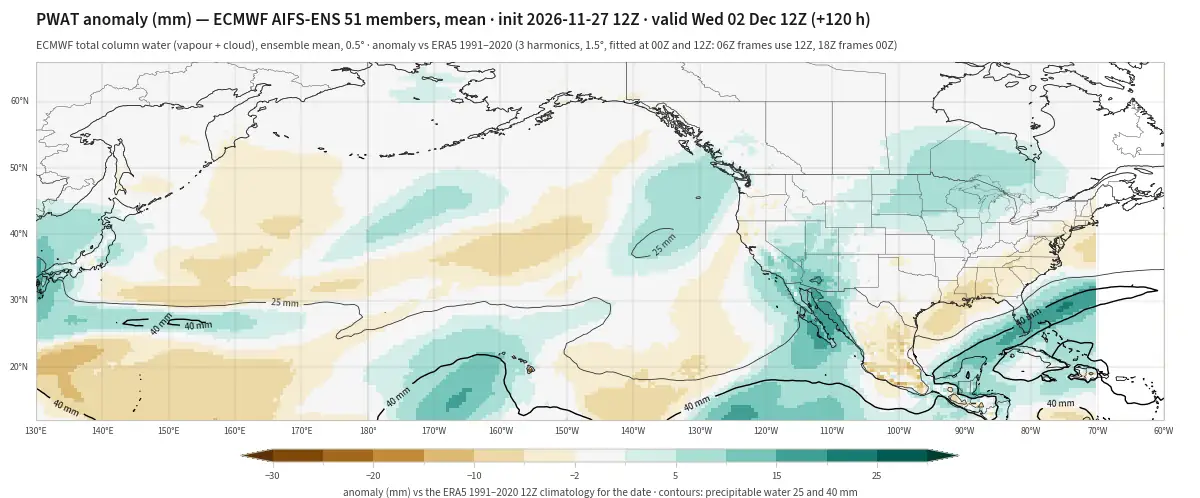 PWAT anomaly (mm) — ECMWF AIFS-ENS 51 members, mean · init 2026-11-27 12Z · valid Wed 02 Dec 12Z (+120 h)
ECMWF total column water (vapour + cloud), ensemble mean, 0.5° · anomaly vs ERA5 1991–2020 (3 harmonics, 1.5°, fitted at 00Z and 12Z: 06Z frames use 12Z, 18Z frames 00Z)
60°N
50°N
40°N
30°N
20°N
25 mm
25 mm
40 mm
40 mm
40 mm
40 mm
40 mm
40 mm
40 mm
130°E 140°E 150°E 160°E 170°E 180° 170°W 160°W 150°W 140°W 130°W 120°W 110°W 100°W 90°W 80°W 70°W 60°W
−30 −20 −10 −2 5 15 25
anomaly (mm) vs the ERA5 1991–2020 12Z climatology for the date · contours: precipitable water 25 and 40 mm